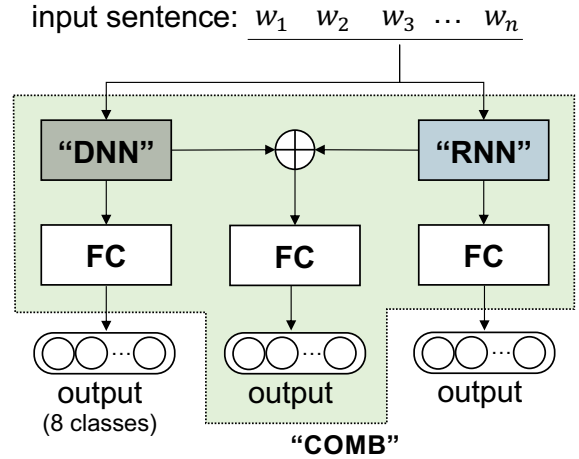 input sentence: w₁ w₂ w₃ ... wₙ
“DNN” “RNN”
FC FC FC
... ... ...
output output output
(8 classes)
“COMB”